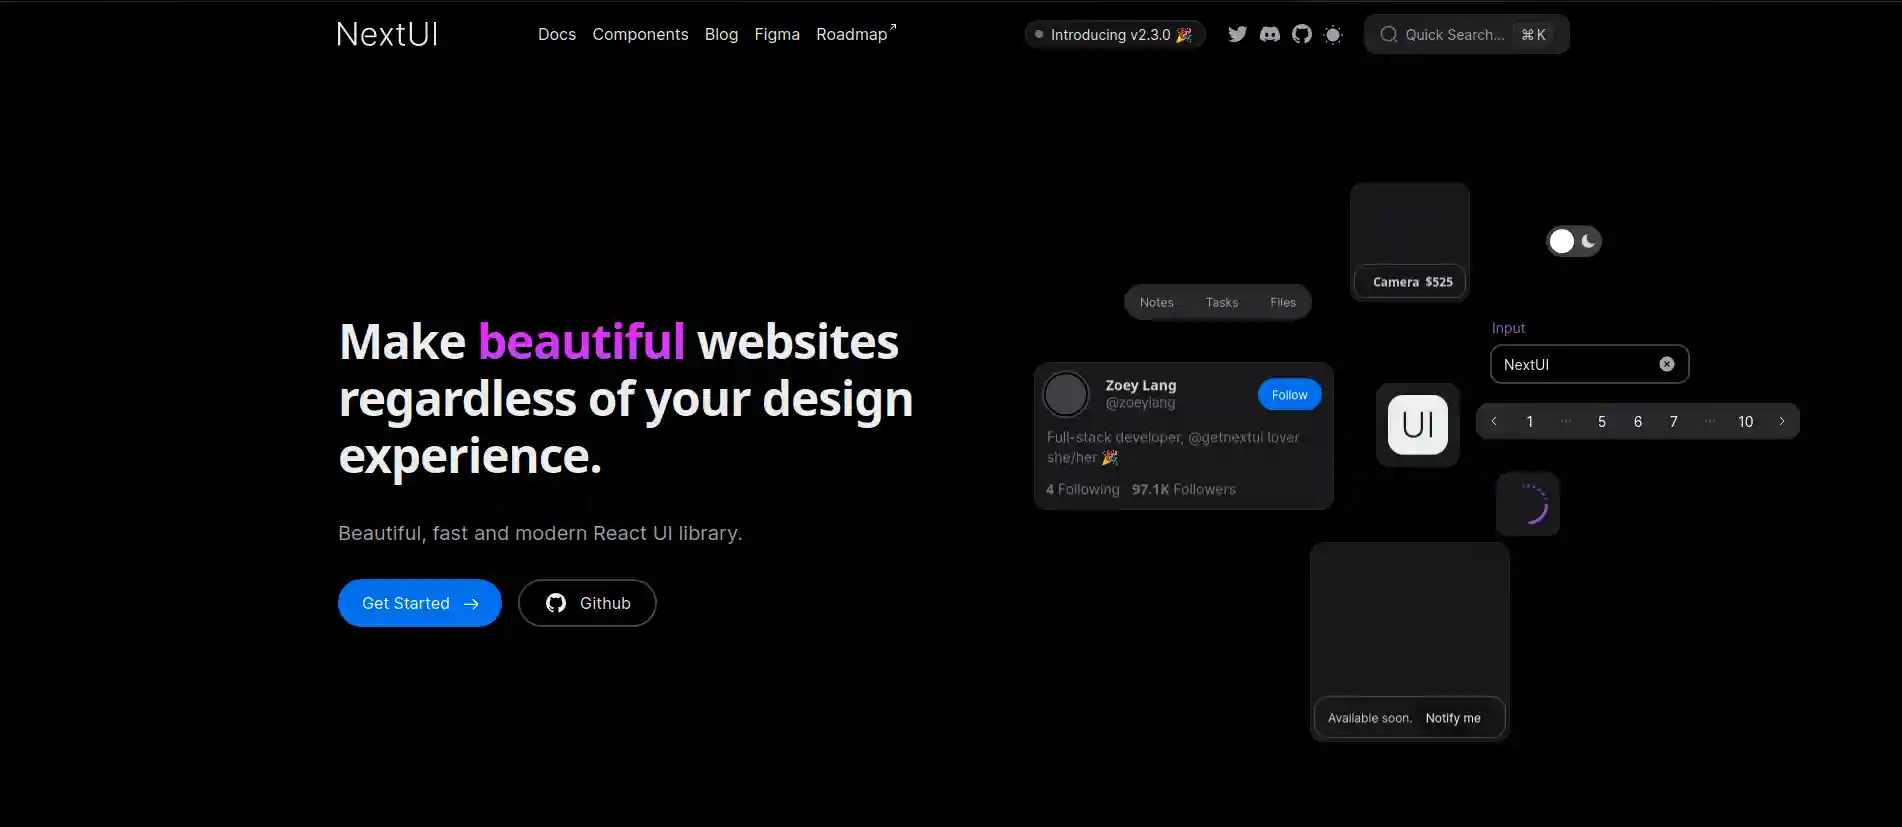 NextUI
Docs Components Blog Figma Roadmap
Introducing v2.3.0 🎉
Quick Search... ⌘K
Make beautiful websites
regardless of your design
experience.
Beautiful, fast and modern React UI library.
Get Started →
Github
Camera $525
Notes Tasks Files
Input
NextUI
Zoey Lang
@zoeylang
Follow
Full-stack developer, @getnextui lover
she/her 🎉
4 Following 97.1K Followers
UI
1 ... 5 6 7 ... 10
Available soon. Notify me